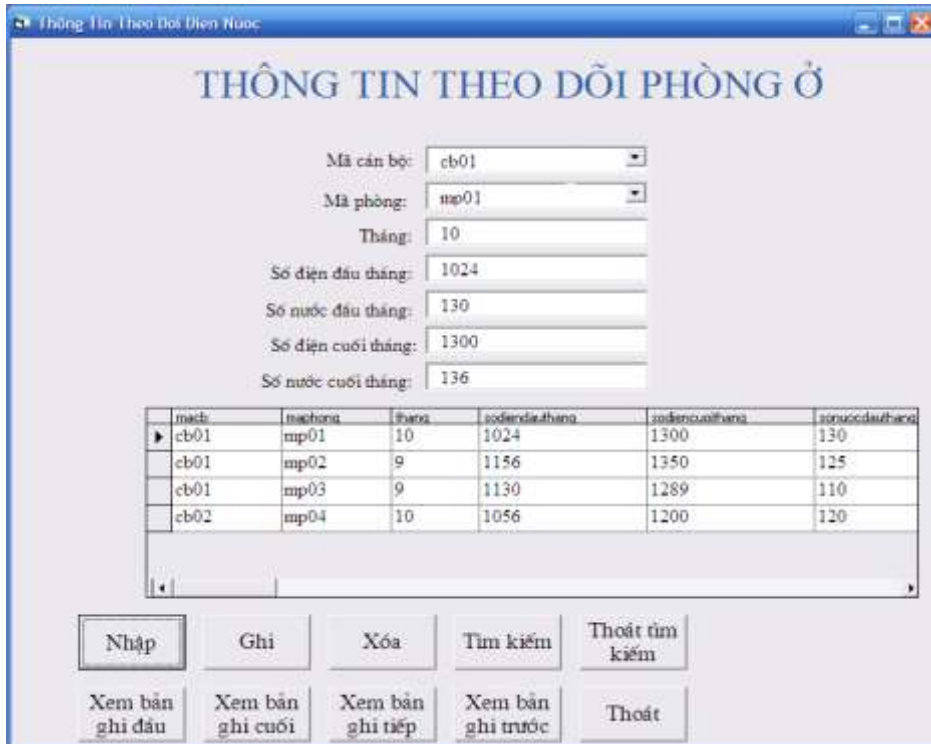 Thông Tin Theo Doi Dien Nuoc
THÔNG TIN THEO DÕI PHÒNG Ở
Mã cán bộ: cb01
Mã phòng: mp01
Tháng: 10
Số điện đầu tháng: 1024
Số nước đầu tháng: 130
Số điện cuối tháng: 1300
Số nước cuối tháng: 136
macb maphong thang sodiendauthang sodiencuoithang sonuocdauthang
cb01 mp01 10 1024 1300 130
cb01 mp02 9 1156 1350 125
cb01 mp03 9 1130 1289 110
cb02 mp04 10 1056 1200 120
Nhập Ghi Xóa Tìm kiếm Thoát tìm kiếm
Xem bản ghi đầu Xem bản ghi cuối Xem bản ghi tiếp Xem bản ghi trước Thoát